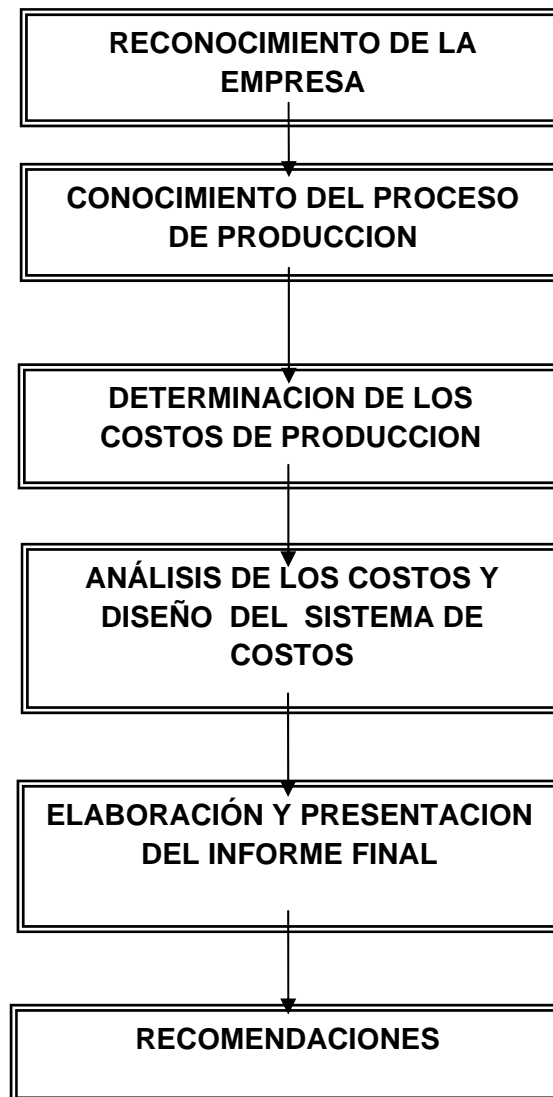 RECONOCIMIENTO DE LA
EMPRESA
CONOCIMIENTO DEL PROCESO
DE PRODUCCION
DETERMINACION DE LOS
COSTOS DE PRODUCCION
ANÁLISIS DE LOS COSTOS Y
DISEÑO DEL SISTEMA DE
COSTOS
ELABORACIÓN Y PRESENTACION
DEL INFORME FINAL
RECOMENDACIONES